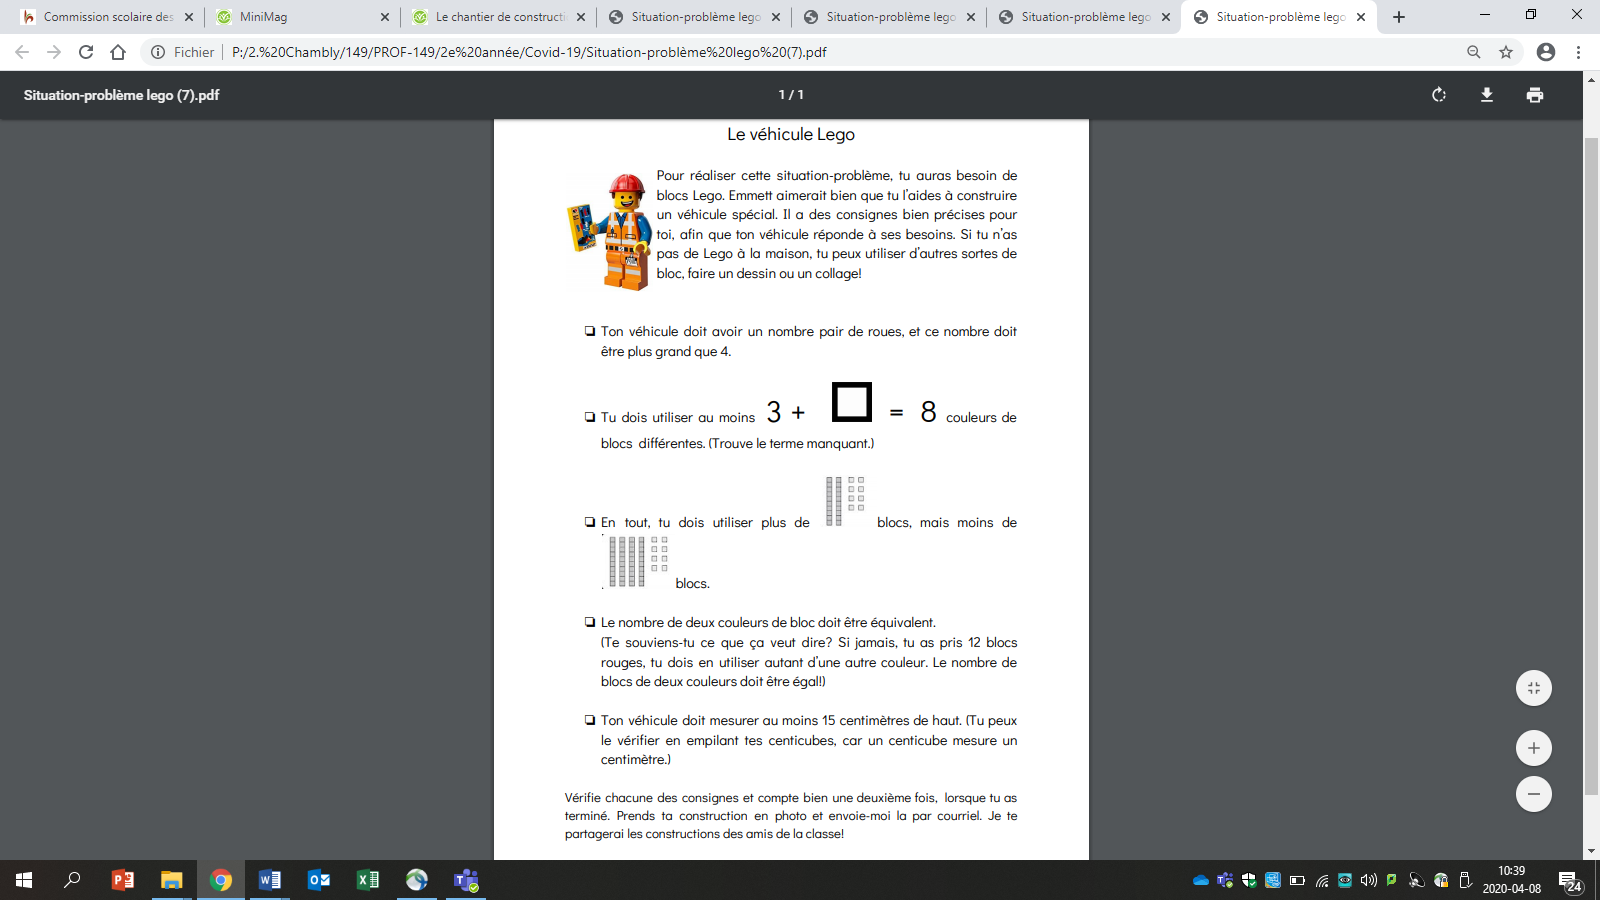 Commission scolaire des
MiniMag
Le chantier de constructi
Situation-problème lego
Situation-problème lego
Situation-problème lego
Situation-problème lego
Fichier
P:/2.%20Chambly/149/PROF-149/2e%20année/Covid-19/Situation-problème%20lego%20(7).pdf
Situation-problème lego (7).pdf
1 / 1
Le véhicule Lego
Pour réaliser cette situation-problème, tu auras besoin de
blocs Lego. Emmett aimerait bien que tu l'aides à construire
un véhicule spécial. Il a des consignes bien précises pour
toi, afin que ton véhicule réponde à ses besoins. Si tu n'as
pas de Lego à la maison, tu peux utiliser d'autres sortes de
bloc, faire un dessin ou un collage!
❏ Ton véhicule doit avoir un nombre pair de roues, et ce nombre doit
être plus grand que 4.
❏ Tu dois utiliser au moins 3 + □ = 8 couleurs de
blocs différentes. (Trouve le terme manquant.)
❏ En tout, tu dois utiliser plus de blocs, mais moins de
blocs.
❏ Le nombre de deux couleurs de bloc doit être équivalent.
(Te souviens-tu ce que ça veut dire? Si jamais, tu as pris 12 blocs
rouges, tu dois en utiliser autant d'une autre couleur. Le nombre de
blocs de deux couleurs doit être égal!)
❏ Ton véhicule doit mesurer au moins 15 centimètres de haut. (Tu peux
le vérifier en empilant tes centicubes, car un centicube mesure un
centimètre.)
Vérifie chacune des consignes et compte bien une deuxième fois, lorsque tu as
terminé. Prends ta construction en photo et envoie-moi la par courriel. Je te
partagerai les constructions des amis de la classe!
10:39
2020-04-08
24